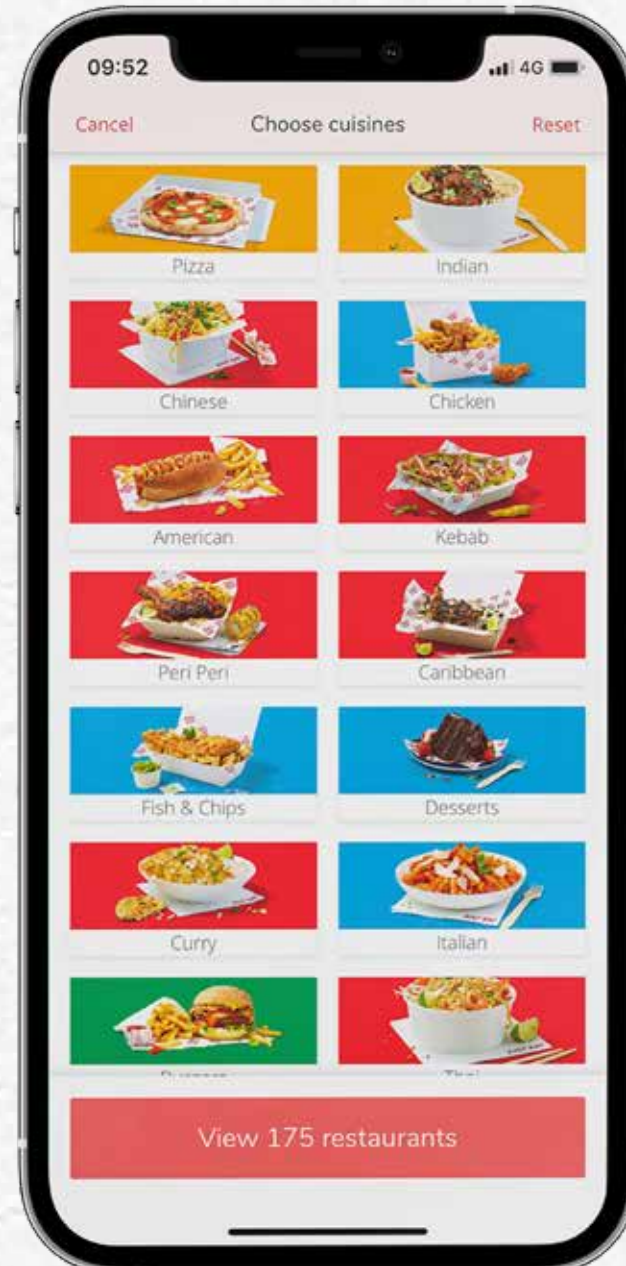 09:52
4G
Cancel
Choose cuisines
Reset
Pizza
Indian
Chinese
Chicken
American
Kebab
Peri Peri
Caribbean
Fish & Chips
Desserts
Curry
Italian
View 175 restaurants